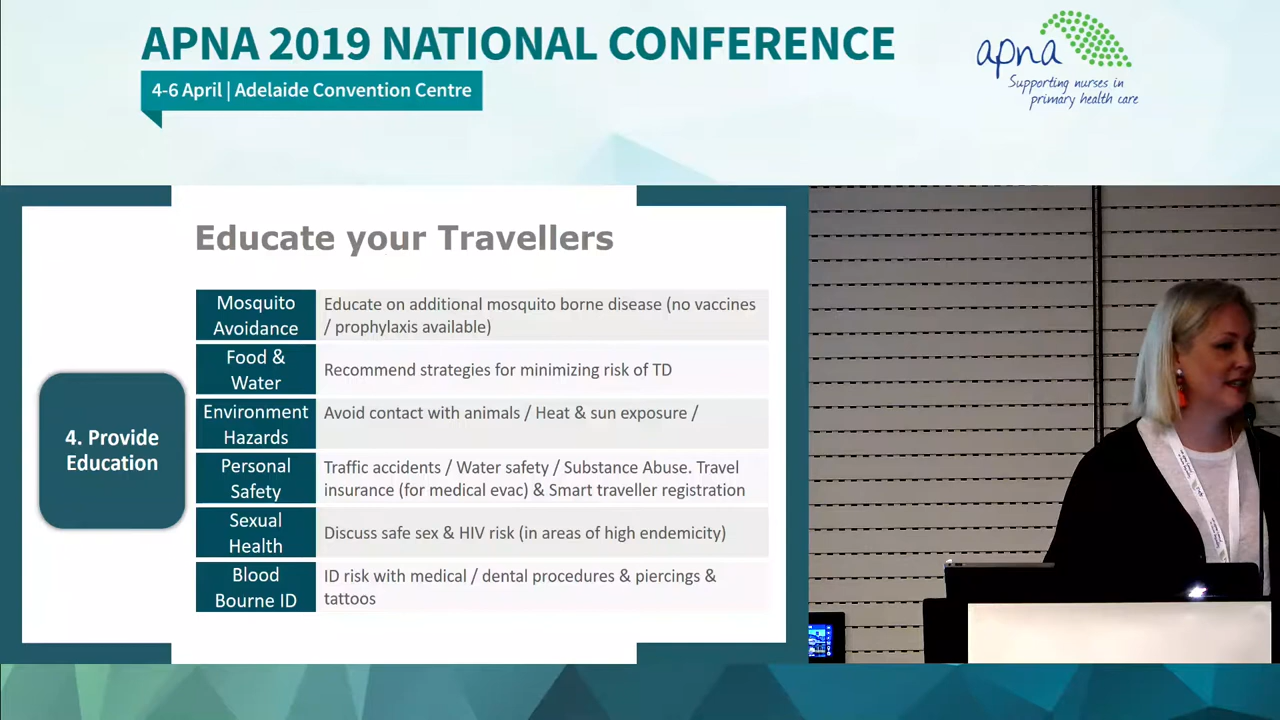 APNA 2019 NATIONAL CONFERENCE
4-6 April | Adelaide Convention Centre
apna
Supporting nurses in
primary health care
Educate your Travellers
4. Provide
Education
Mosquito
Avoidance
Educate on additional mosquito borne disease (no vaccines
/ prophylaxis available)
Food &
Water
Recommend strategies for minimizing risk of TD
Environment
Hazards
Avoid contact with animals / Heat & sun exposure /
Personal
Safety
Traffic accidents / Water safety / Substance Abuse. Travel
insurance (for medical evac) & Smart traveller registration
Sexual
Health
Discuss safe sex & HIV risk (in areas of high endemicity)
Blood
Bourne ID
ID risk with medical / dental procedures & piercings &
tattoos